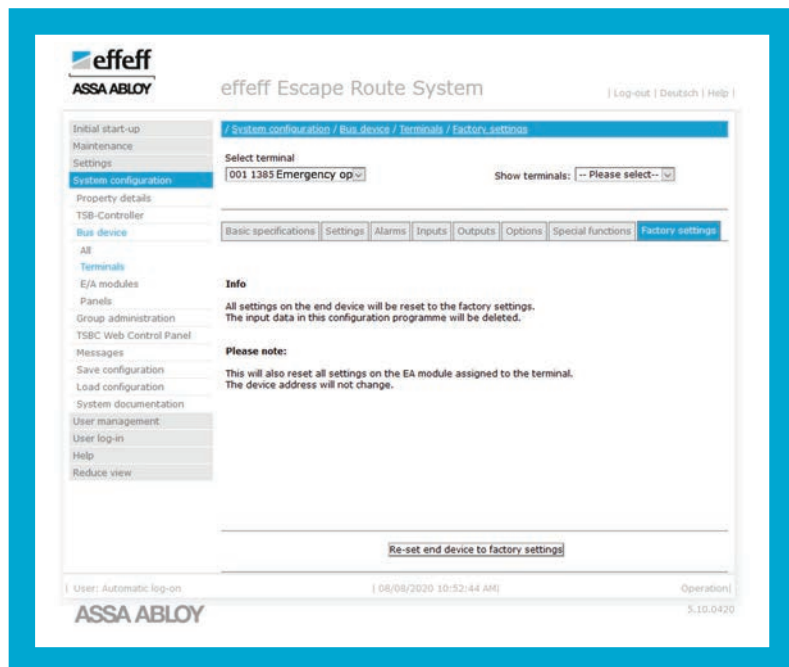 effeff
ASSA ABLOY
effeff Escape Route System
| Log-out | Deutsch | Help |
Initial start-up
Maintenance
Settings
System configuration
Property details
TSB-Controller
Bus device
All
Terminals
E/A modules
Panels
Group administration
TSBC Web Control Panel
Messages
Save configuration
Load configuration
System documentation
User management
User log-in
Help
Reduce view
/ System configuration / Bus device / Terminals / Factory settings
Select terminal
001 1385 Emergency op
Show terminals: -- Please select--
Basic specifications Settings Alarms Inputs Outputs Options Special functions Factory settings
Info
All settings on the end device will be reset to the factory settings.
The input data in this configuration programme will be deleted.
Please note:
This will also reset all settings on the EA module assigned to the terminal.
The device address will not change.
Re-set end device to factory settings
| User: Automatic log-on
| 08/08/2020 10:52:44 AM|
Operation|
ASSA ABLOY
5.10.0420